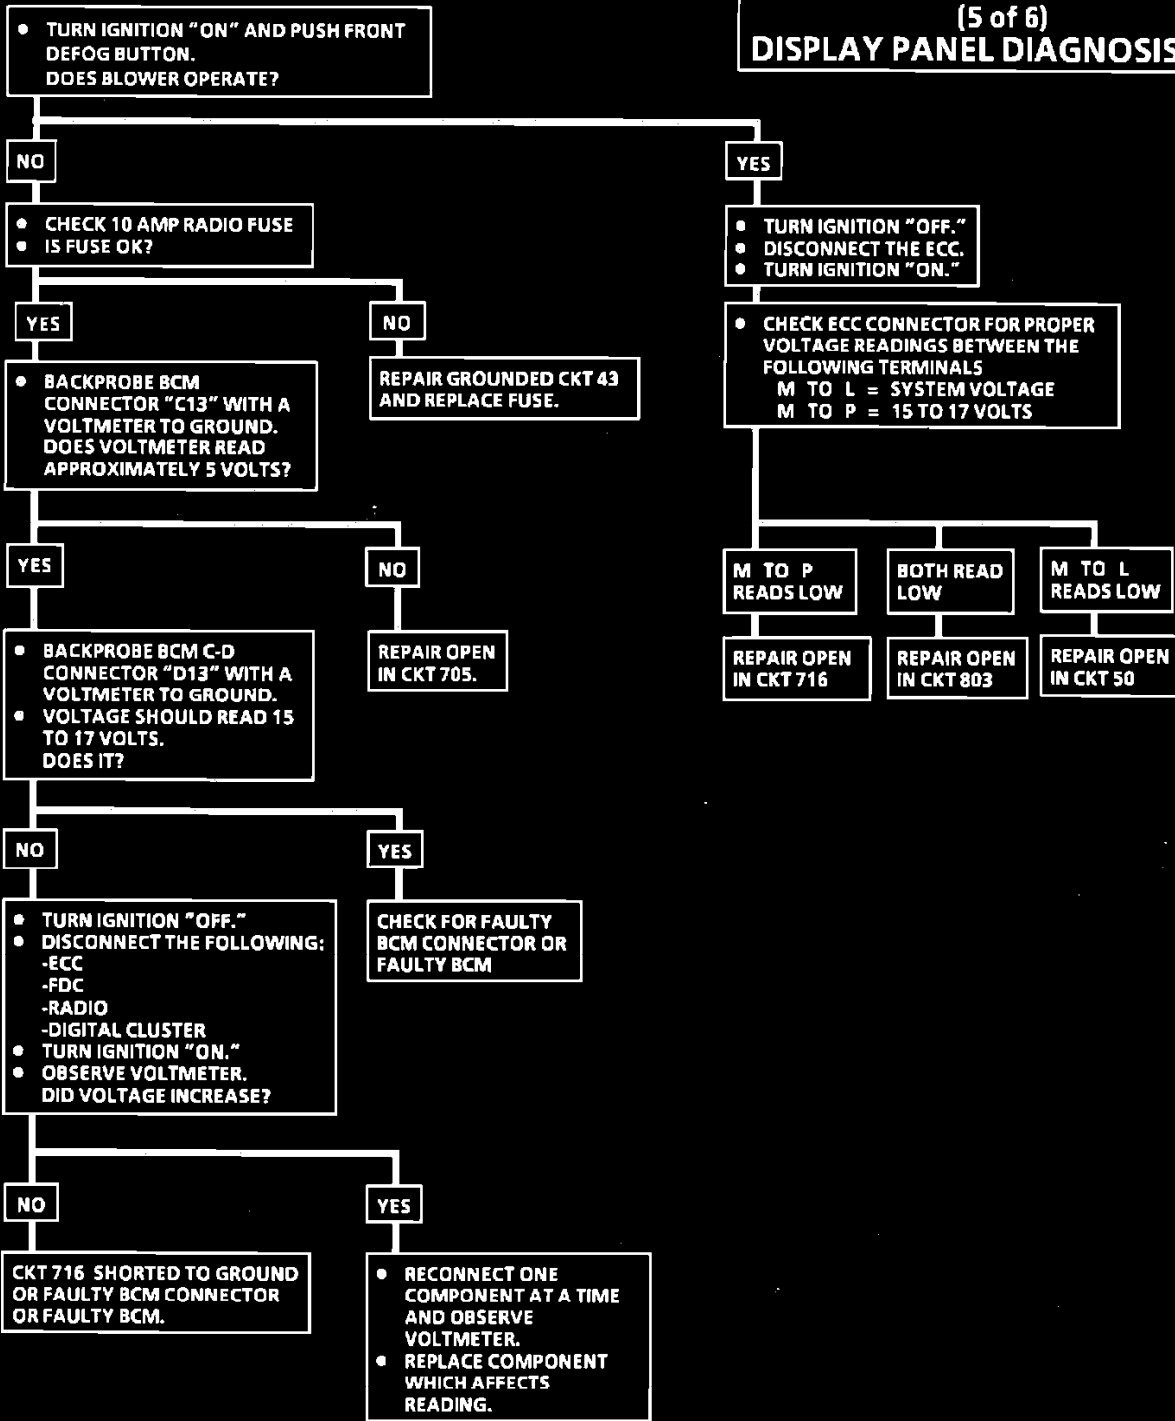 (5 of 6)
DISPLAY PANEL DIAGNOSIS
● TURN IGNITION "ON" AND PUSH FRONT
DEFOG BUTTON.
DOES BLOWER OPERATE?
NO
YES
● CHECK 10 AMP RADIO FUSE
● IS FUSE OK?
● TURN IGNITION "OFF."
● DISCONNECT THE ECC.
● TURN IGNITION "ON."
YES
NO
● CHECK ECC CONNECTOR FOR PROPER
VOLTAGE READINGS BETWEEN THE
FOLLOWING TERMINALS
M TO L = SYSTEM VOLTAGE
M TO P = 15 TO 17 VOLTS
● BACKPROBE BCM
CONNECTOR "C13" WITH A
VOLTMETER TO GROUND.
DOES VOLTMETER READ
APPROXIMATELY 5 VOLTS?
REPAIR GROUNDED CKT 43
AND REPLACE FUSE.
YES
NO
M TO P
READS LOW
BOTH READ
LOW
M TO L
READS LOW
● BACKPROBE BCM C-D
CONNECTOR "D13" WITH A
VOLTMETER TO GROUND.
● VOLTAGE SHOULD READ 15
TO 17 VOLTS.
DOES IT?
REPAIR OPEN
IN CKT 705.
REPAIR OPEN
IN CKT 716
REPAIR OPEN
IN CKT 803
REPAIR OPEN
IN CKT 50
NO
YES
● TURN IGNITION "OFF."
● DISCONNECT THE FOLLOWING:
-ECC
-FDC
-RADIO
-DIGITAL CLUSTER
● TURN IGNITION "ON."
● OBSERVE VOLTMETER.
DID VOLTAGE INCREASE?
CHECK FOR FAULTY
BCM CONNECTOR OR
FAULTY BCM
NO
YES
CKT 716 SHORTED TO GROUND
OR FAULTY BCM CONNECTOR
OR FAULTY BCM.
● RECONNECT ONE
COMPONENT AT A TIME
AND OBSERVE
VOLTMETER.
● REPLACE COMPONENT
WHICH AFFECTS
READING.